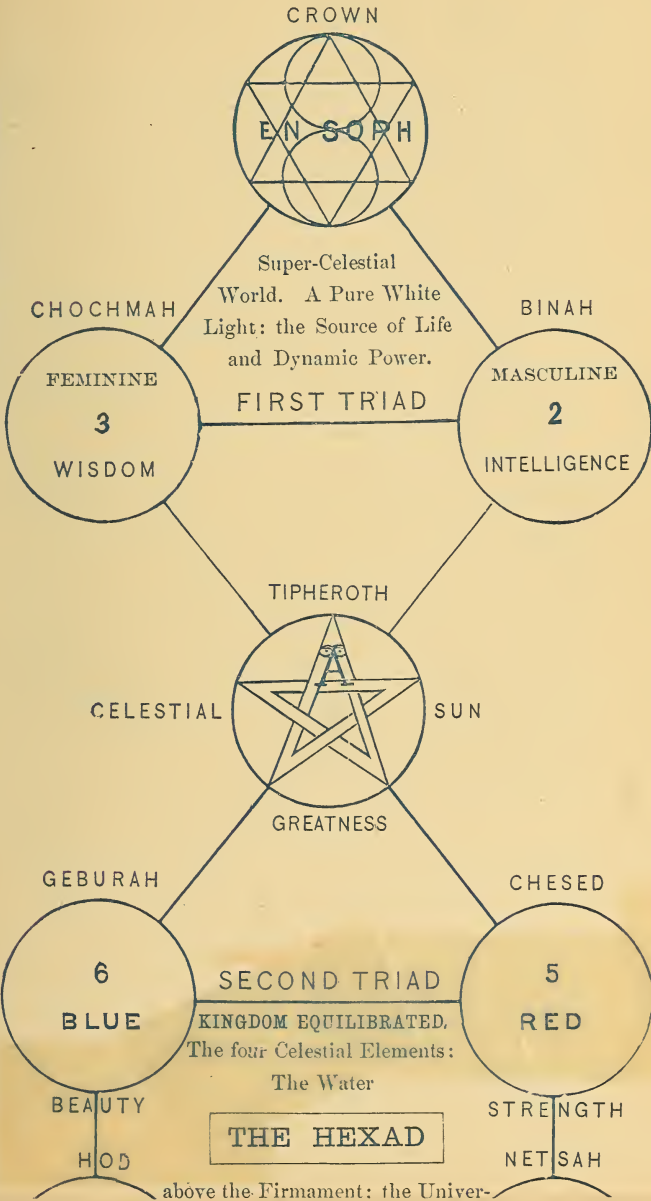 CROWN
EN SOPH
Super-Celestial
World. A Pure White
Light: the Source of Life
and Dynamic Power.
FIRST TRIAD
CHOCHMAH
FEMININE
3
WISDOM
BINAH
MASCULINE
2
INTELLIGENCE
TIPHEROTH
CELESTIAL
A
SUN
GREATNESS
GEBURAH
6
BLUE
CHESED
5
RED
SECOND TRIAD
KINGDOM EQUILIBRATED.
The four Celestial Elements:
The Water
BEAUTY
HOD
STRENGTH
NETSAH
THE HEXAD
above the Firmament: the Univer-